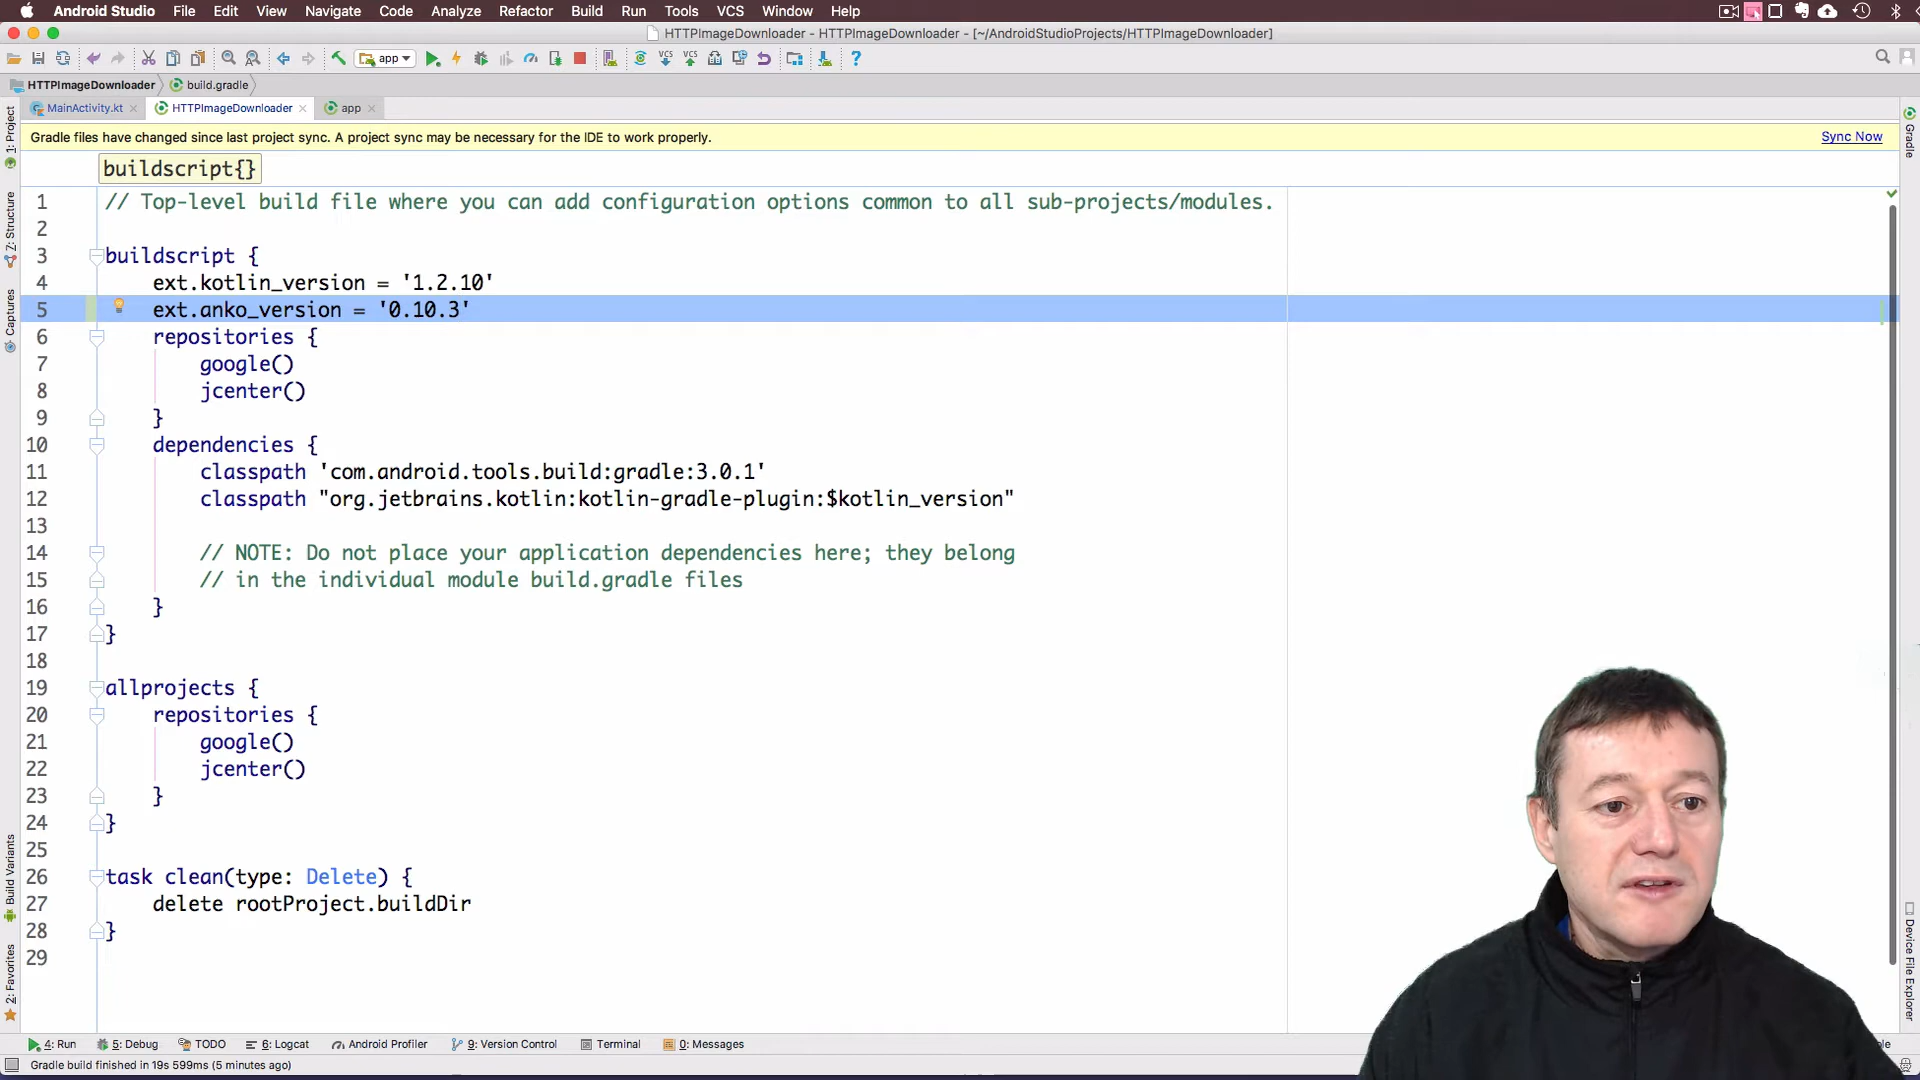 Android Studio File Edit View Navigate Code Analyze Refactor Build Run Tools VCS Window Help
HTTPImageDownloader - HTTPImageDownloader - [~/AndroidStudioProjects/HTTPImageDownloader]
app
VCS VCS
HTTPImageDownloader build.gradle
MainActivity.kt HTTPImageDownloader app
Gradle files have changed since last project sync. A project sync may be necessary for the IDE to work properly. Sync Now
buildscript{}
1 // Top-level build file where you can add configuration options common to all sub-projects/modules.
2
3 buildscript {
4 ext.kotlin_version = '1.2.10'
5 ext.anko_version = '0.10.3'
6 repositories {
7 google()
8 jcenter()
9 }
10 dependencies {
11 classpath 'com.android.tools.build:gradle:3.0.1'
12 classpath "org.jetbrains.kotlin:kotlin-gradle-plugin:$kotlin_version"
13
14 // NOTE: Do not place your application dependencies here; they belong
15 // in the individual module build.gradle files
16 }
17 }
18
19 allprojects {
20 repositories {
21 google()
22 jcenter()
23 }
24 }
25
26 task clean(type: Delete) {
27 delete rootProject.buildDir
28 }
29
1: Project
7: Structure
Captures
Build Variants
2: Favorites
Gradle
Device File Explorer
4: Run 5: Debug TODO 6: Logcat Android Profiler 9: Version Control Terminal 0: Messages
Gradle build finished in 19s 599ms (5 minutes ago)